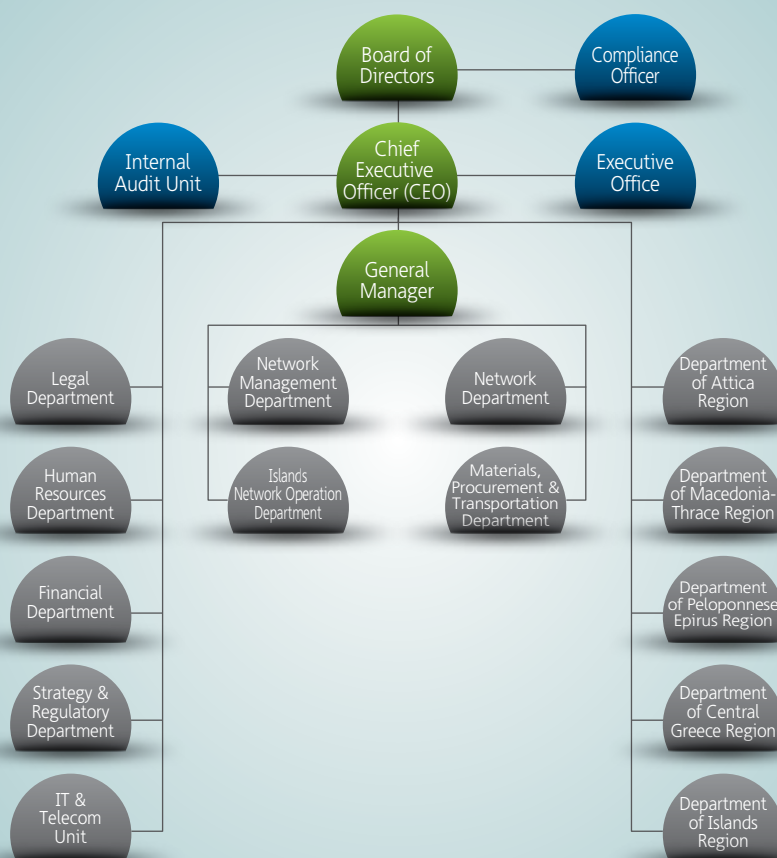 Board of
Directors
Compliance
Officer
Internal
Audit Unit
Chief
Executive
Officer (CEO)
Executive
Office
General
Manager
Legal
Department
Network
Management
Department
Network
Department
Department
of Attica
Region
Human
Resources
Department
Islands
Network Operation
Department
Materials,
Procurement &
Transportation
Department
Department
of Macedonia-
Thrace Region
Financial
Department
Department
of Peloponnese
Epirus Region
Strategy &
Regulatory
Department
Department
of Central
Greece Region
IT &
Telecom
Unit
Department
of Islands
Region